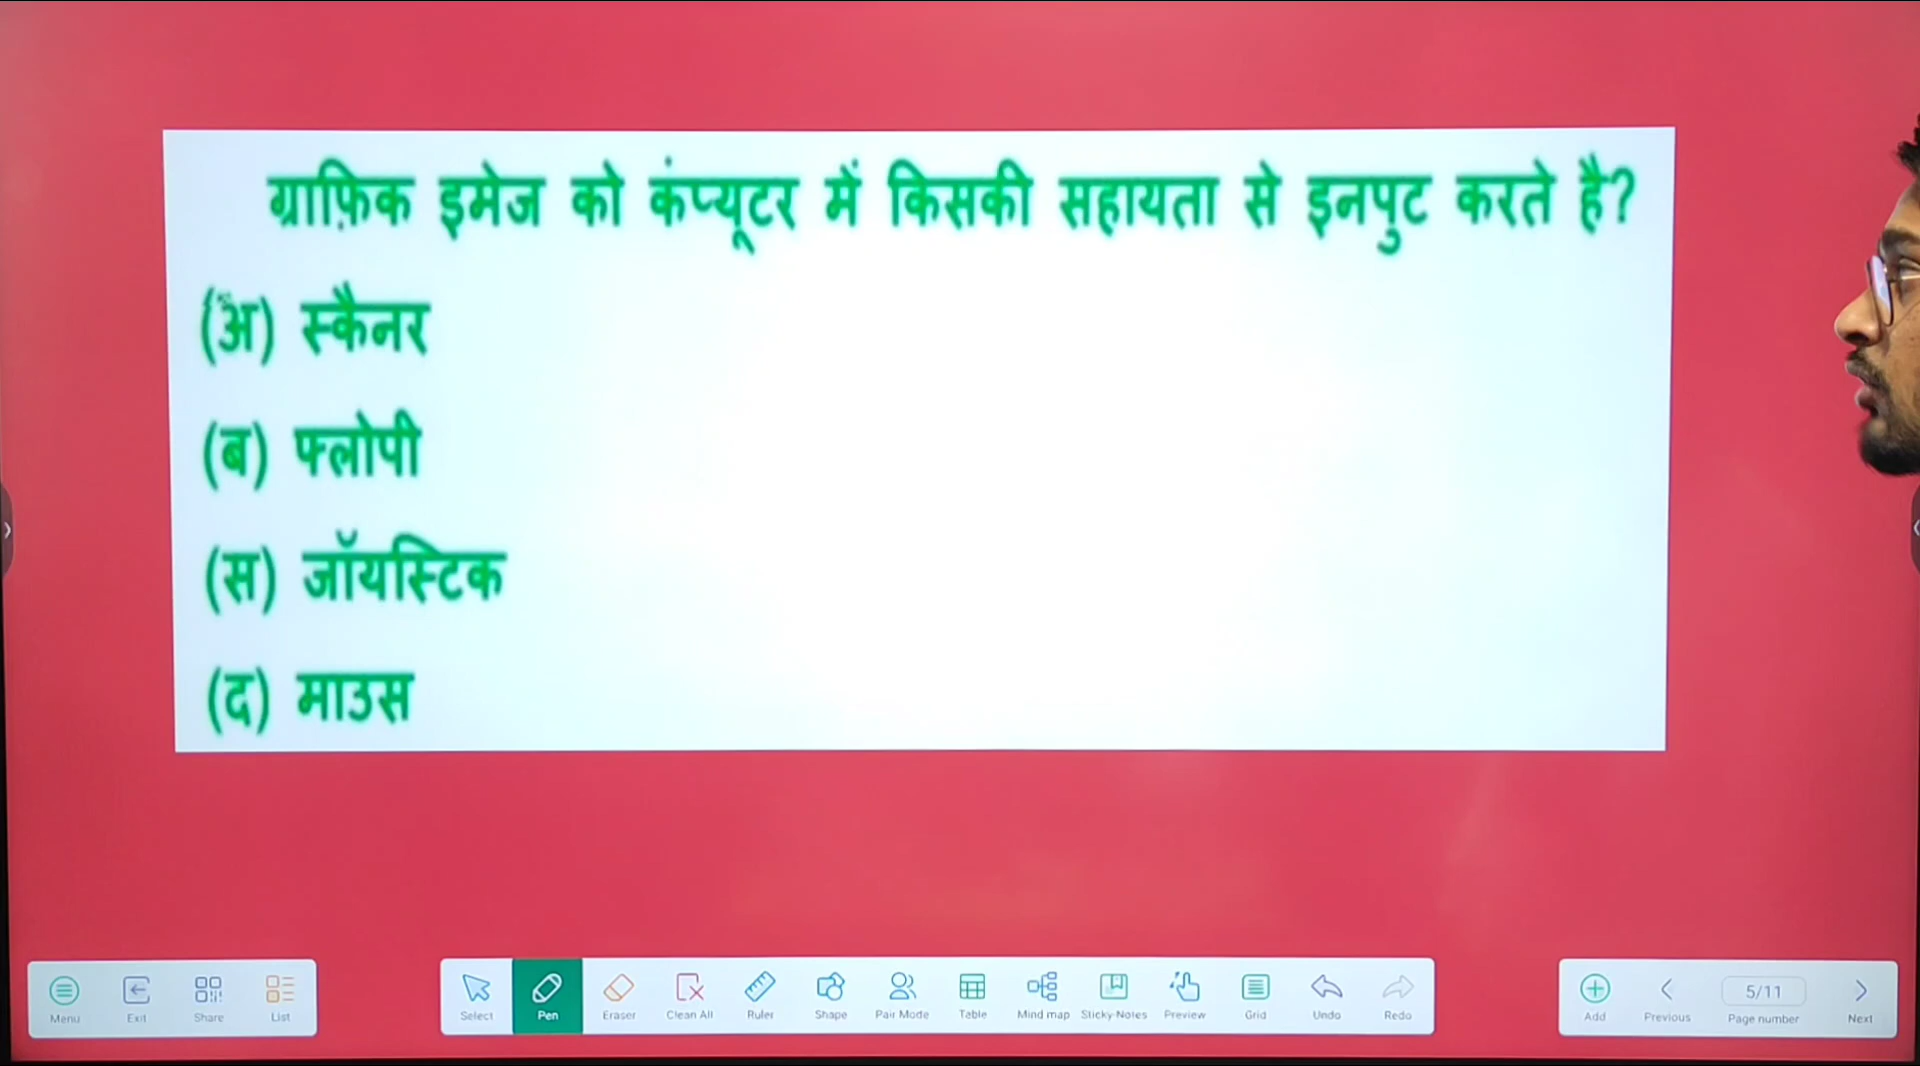 ग्राफ़िक इमेज को कंप्यूटर में किसकी सहायता से इनपुट करते है?
(अ) स्कैनर
(ब) फ्लोपी
(स) जॉयस्टिक
(द) माउस
Menu Exit Share List Select Pen Eraser Clean All Ruler Shape Pair Mode Table Mind map Sticky Notes Preview Grid Undo Redo Add Previous 5/11 Page number Next